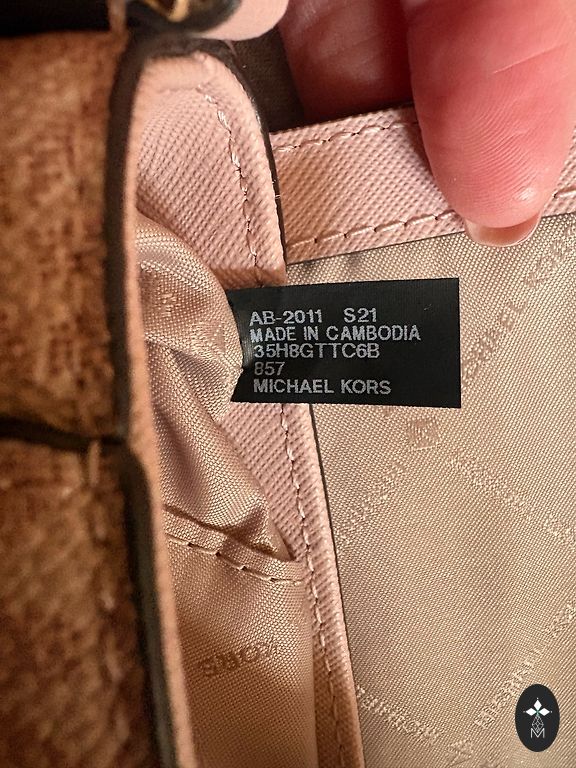 AB-2011 S21
MADE IN CAMBODIA
35H8GTTC6B
857
MICHAEL KORS